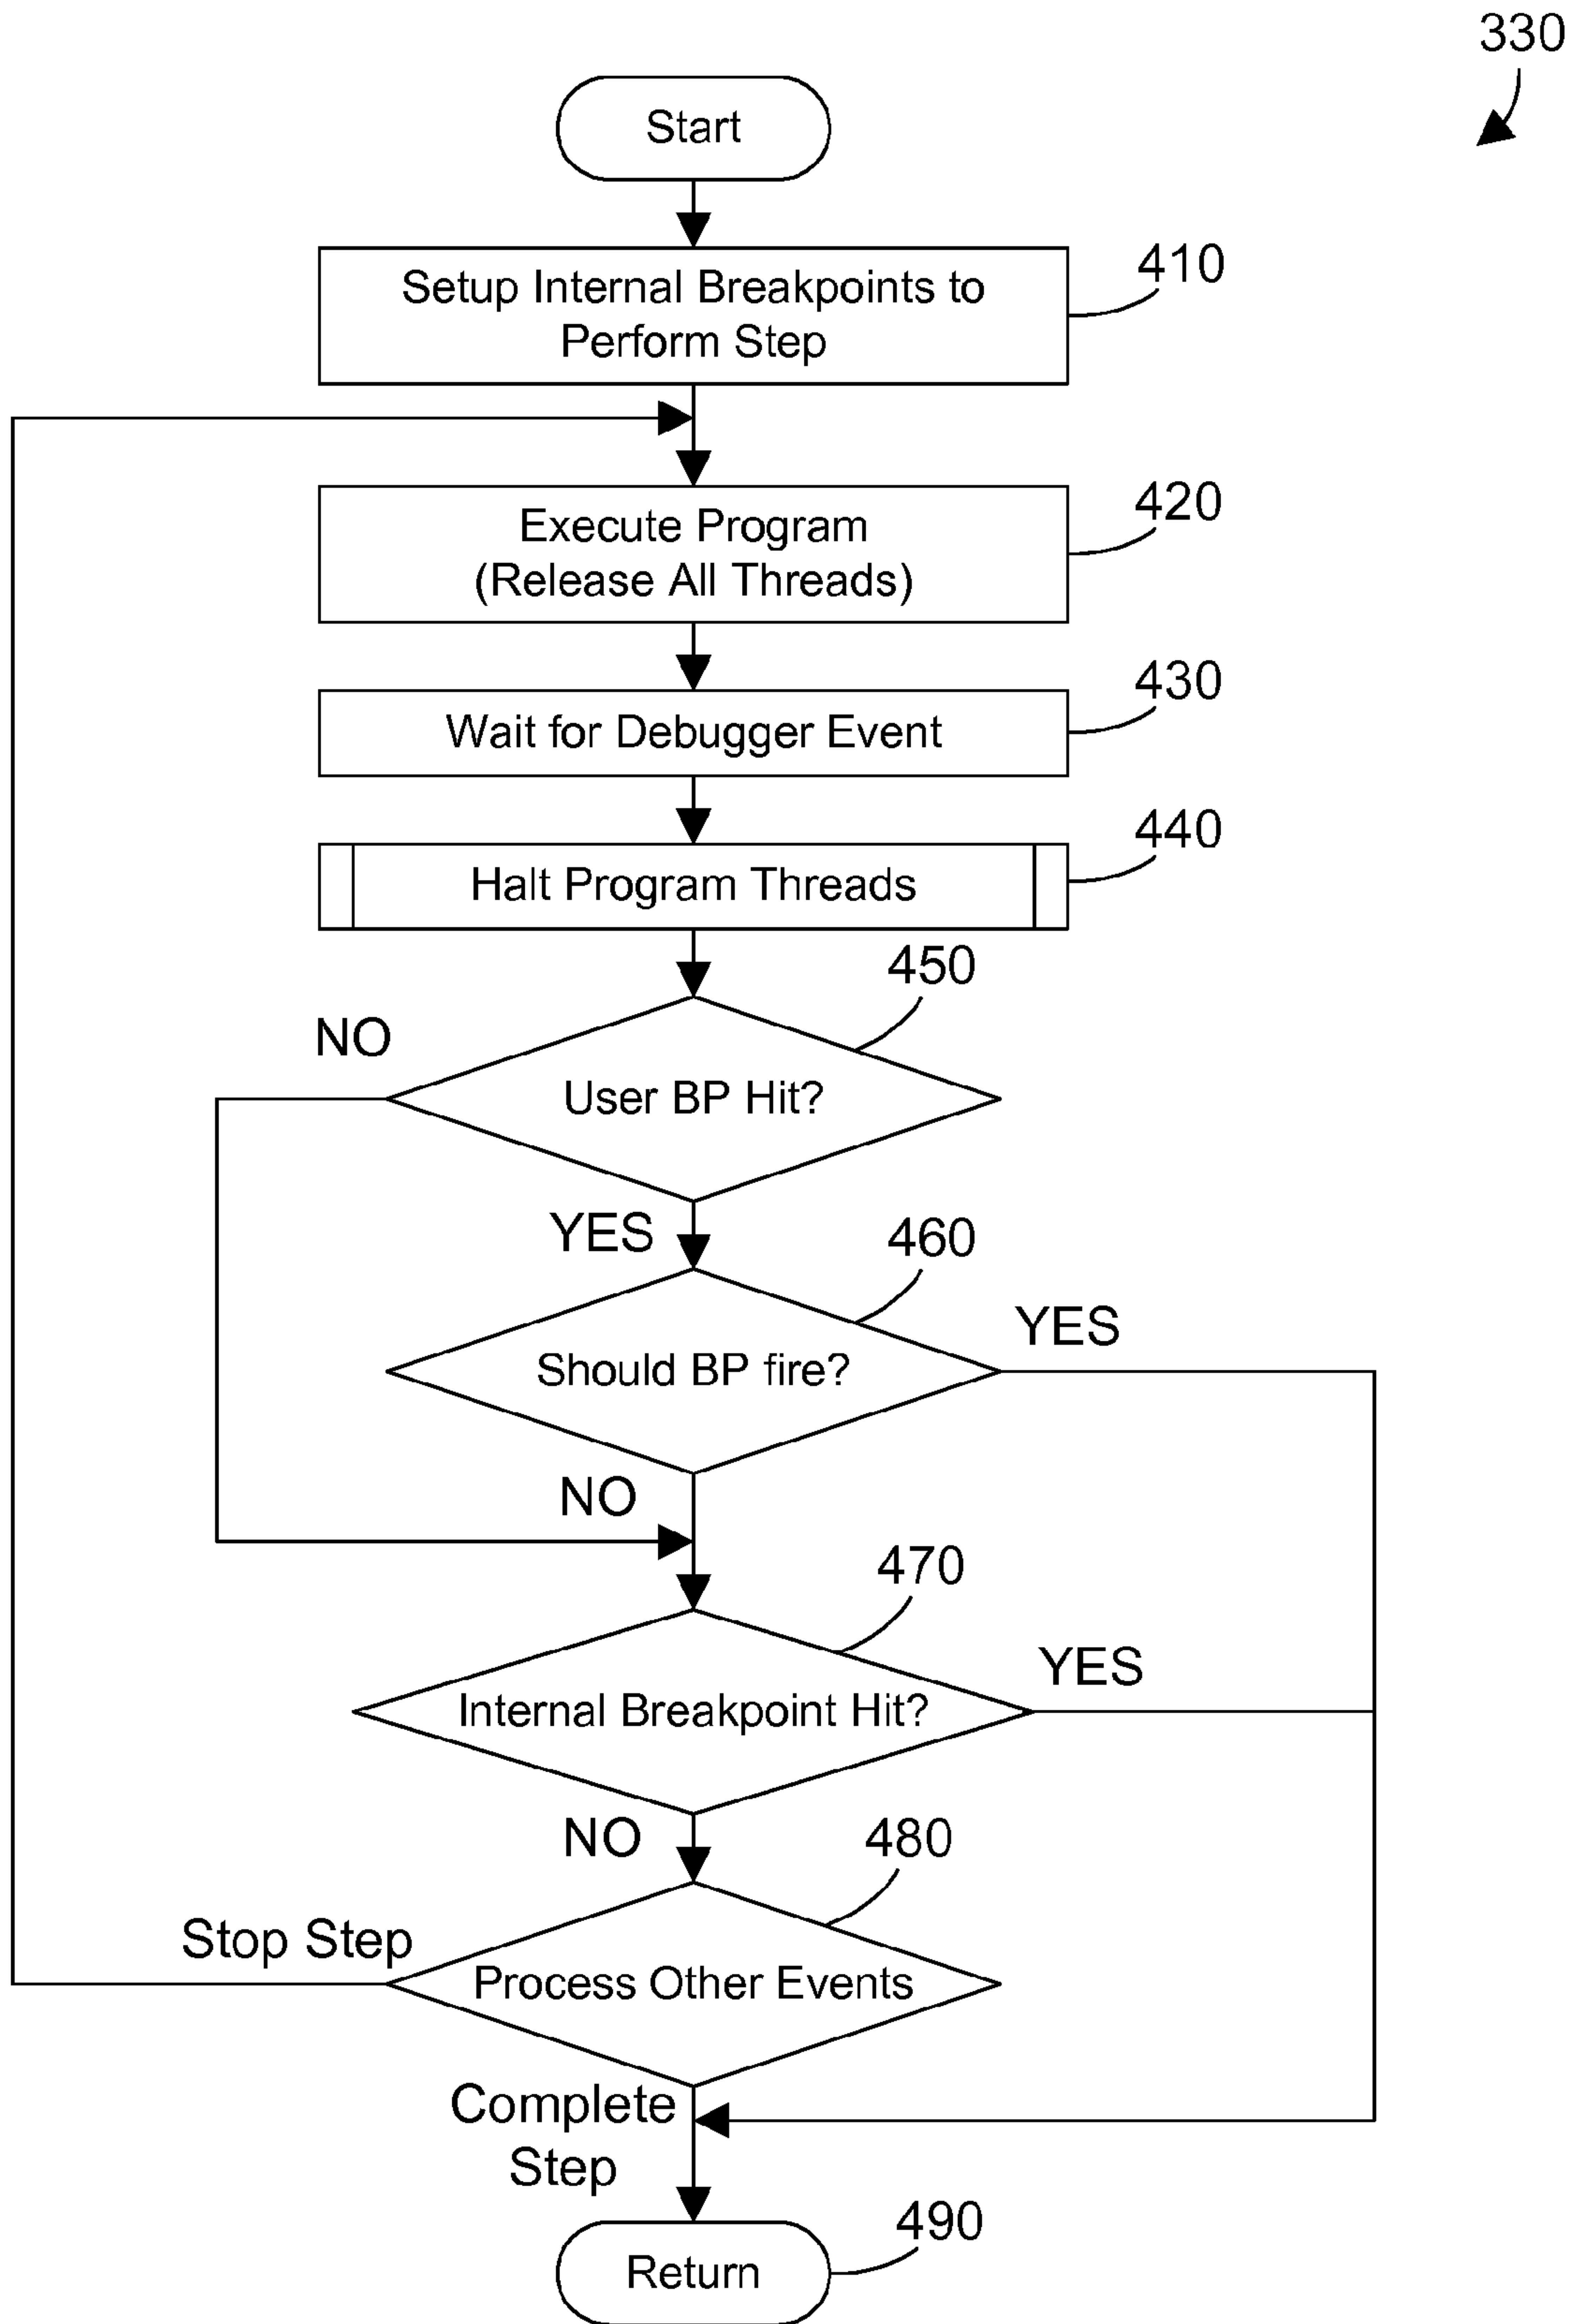 330
Start
410
Setup Internal Breakpoints to
Perform Step
420
Execute Program
(Release All Threads)
430
Wait for Debugger Event
440
Halt Program Threads
450
NO
User BP Hit?
YES
460
YES
Should BP fire?
NO
470
YES
Internal Breakpoint Hit?
NO
480
Stop Step
Process Other Events
Complete
Step
490
Return